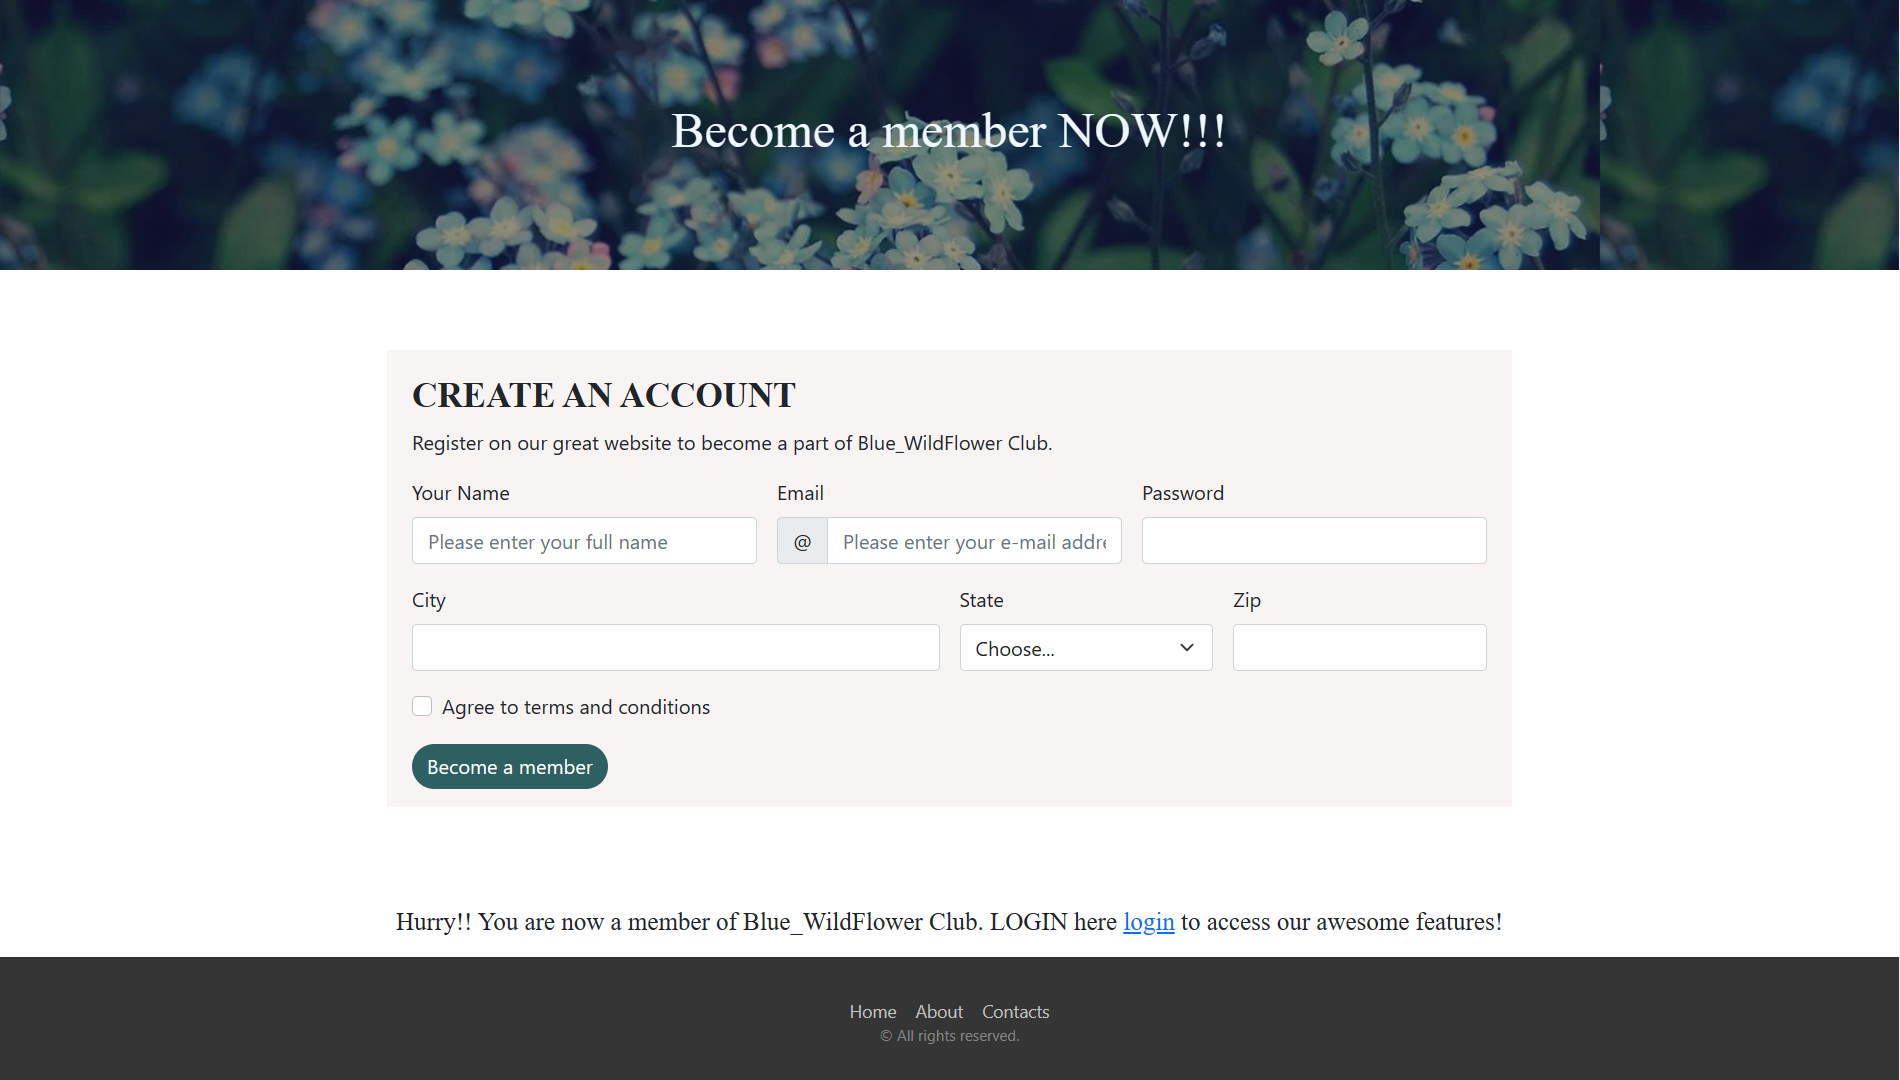 Become a member NOW!!!
CREATE AN ACCOUNT
Register on our great website to become a part of Blue_WildFlower Club.
Your Name Email Password
Please enter your full name @ Please enter your e-mail addre
City State Zip
Choose...
Agree to terms and conditions
Become a member
Hurry!! You are now a member of Blue_WildFlower Club. LOGIN here login to access our awesome features!
Home About Contacts
© All rights reserved.